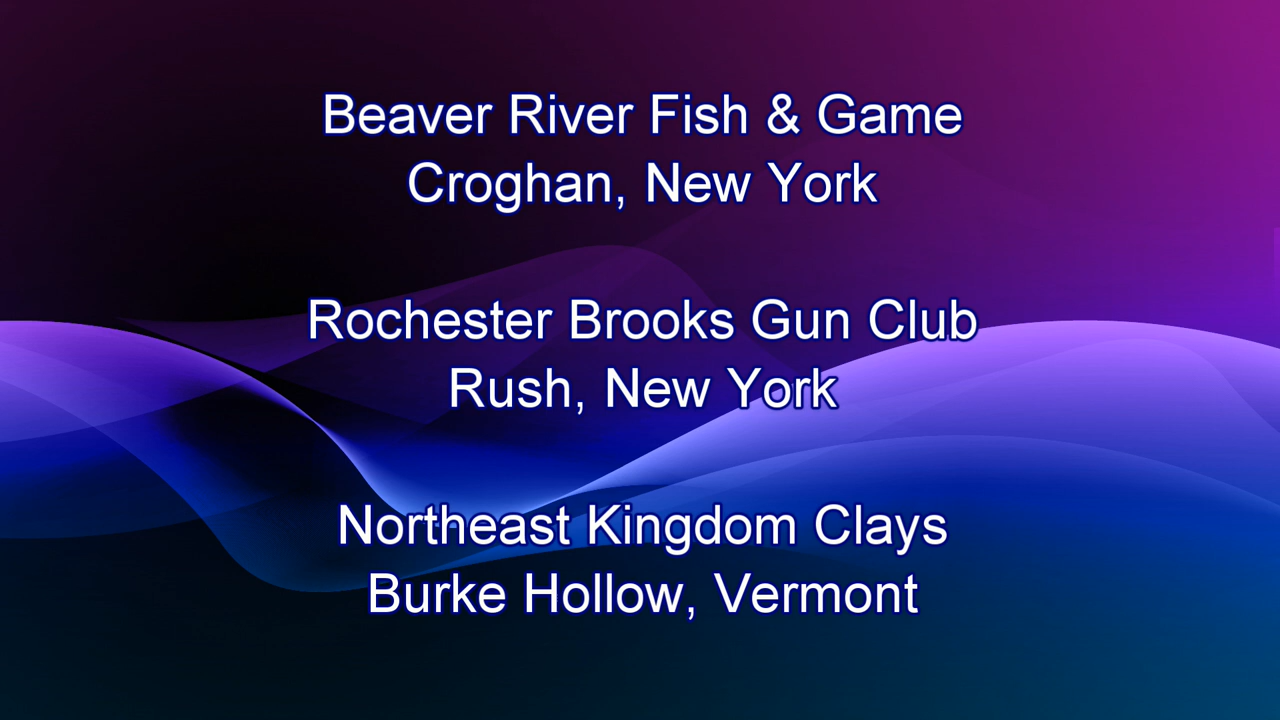 Beaver River Fish & Game
Croghan, New York
Rochester Brooks Gun Club
Rush, New York
Northeast Kingdom Clays
Burke Hollow, Vermont